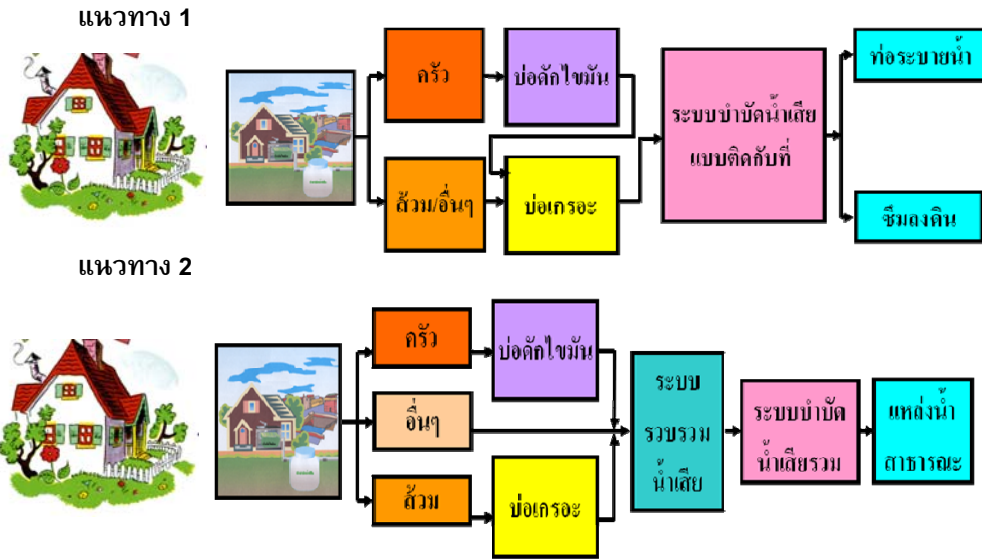 แนวทาง 1
ครัว
บ่อดักไขมัน
ส้วม/อื่นๆ
บ่อเกรอะ
ระบบบำบัดน้ำเสีย
แบบติดกับที่
ท่อระบายน้ำ
ซึมลงดิน
แนวทาง 2
ครัว
บ่อดักไขมัน
อื่นๆ
ส้วม
บ่อเกรอะ
ระบบ
รวบรวม
น้ำเสีย
ระบบบำบัด
น้ำเสียรวม
แหล่งน้ำ
สาธารณะ